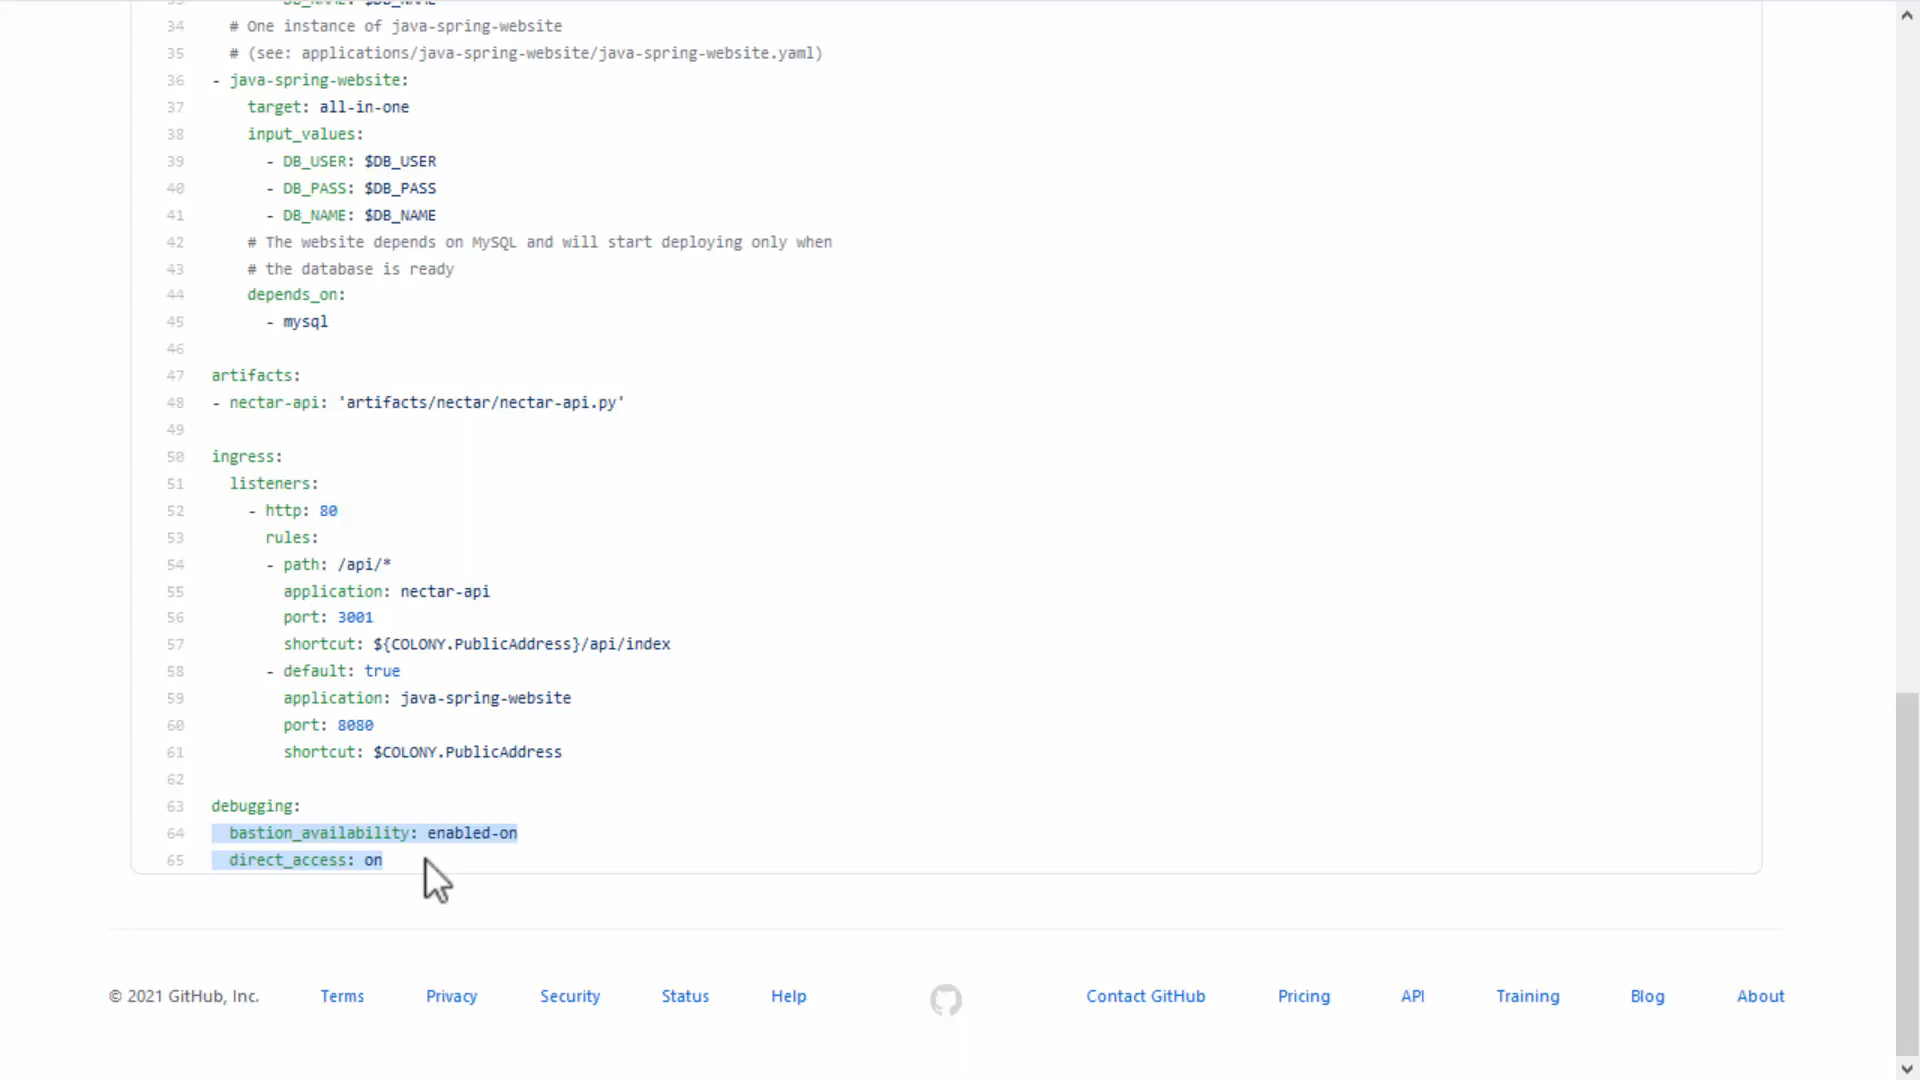 33 DB_NAME: $DB_NAME
34 # One instance of java-spring-website
35 # (see: applications/java-spring-website/java-spring-website.yaml)
36 - java-spring-website:
37 target: all-in-one
38 input_values:
39 - DB_USER: $DB_USER
40 - DB_PASS: $DB_PASS
41 - DB_NAME: $DB_NAME
42 # The website depends on MySQL and will start deploying only when
43 # the database is ready
44 depends_on:
45 - mysql
46
47 artifacts:
48 - nectar-api: 'artifacts/nectar/nectar-api.py'
49
50 ingress:
51 listeners:
52 - http: 80
53 rules:
54 - path: /api/*
55 application: nectar-api
56 port: 3001
57 shortcut: ${COLONY.PublicAddress}/api/index
58 - default: true
59 application: java-spring-website
60 port: 8080
61 shortcut: $COLONY.PublicAddress
62
63 debugging:
64 bastion_availability: enabled-on
65 direct_access: on
© 2021 GitHub, Inc. Terms Privacy Security Status Help Contact GitHub Pricing API Training Blog About